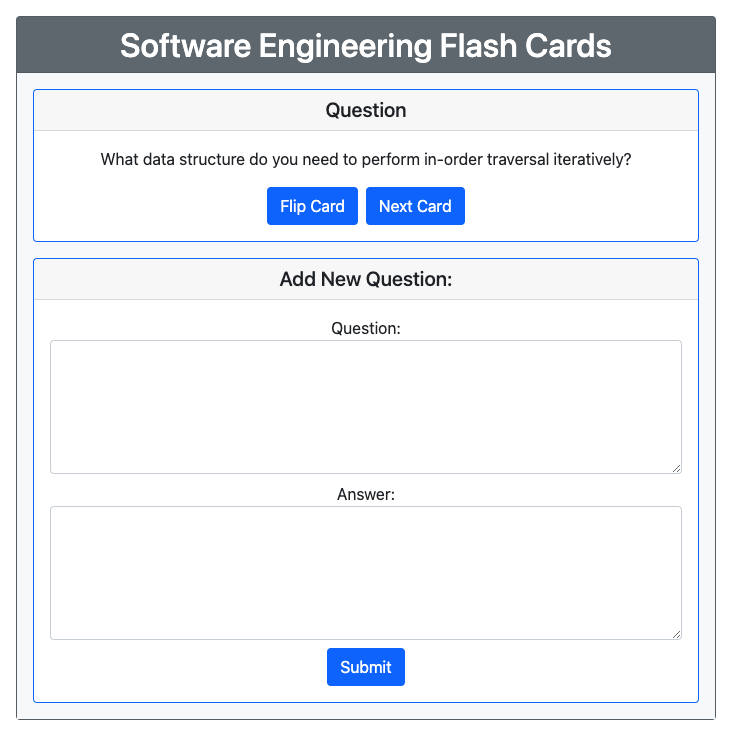 Software Engineering Flash Cards
Question
What data structure do you need to perform in-order traversal iteratively?
Flip Card Next Card
Add New Question:
Question:
Answer:
Submit